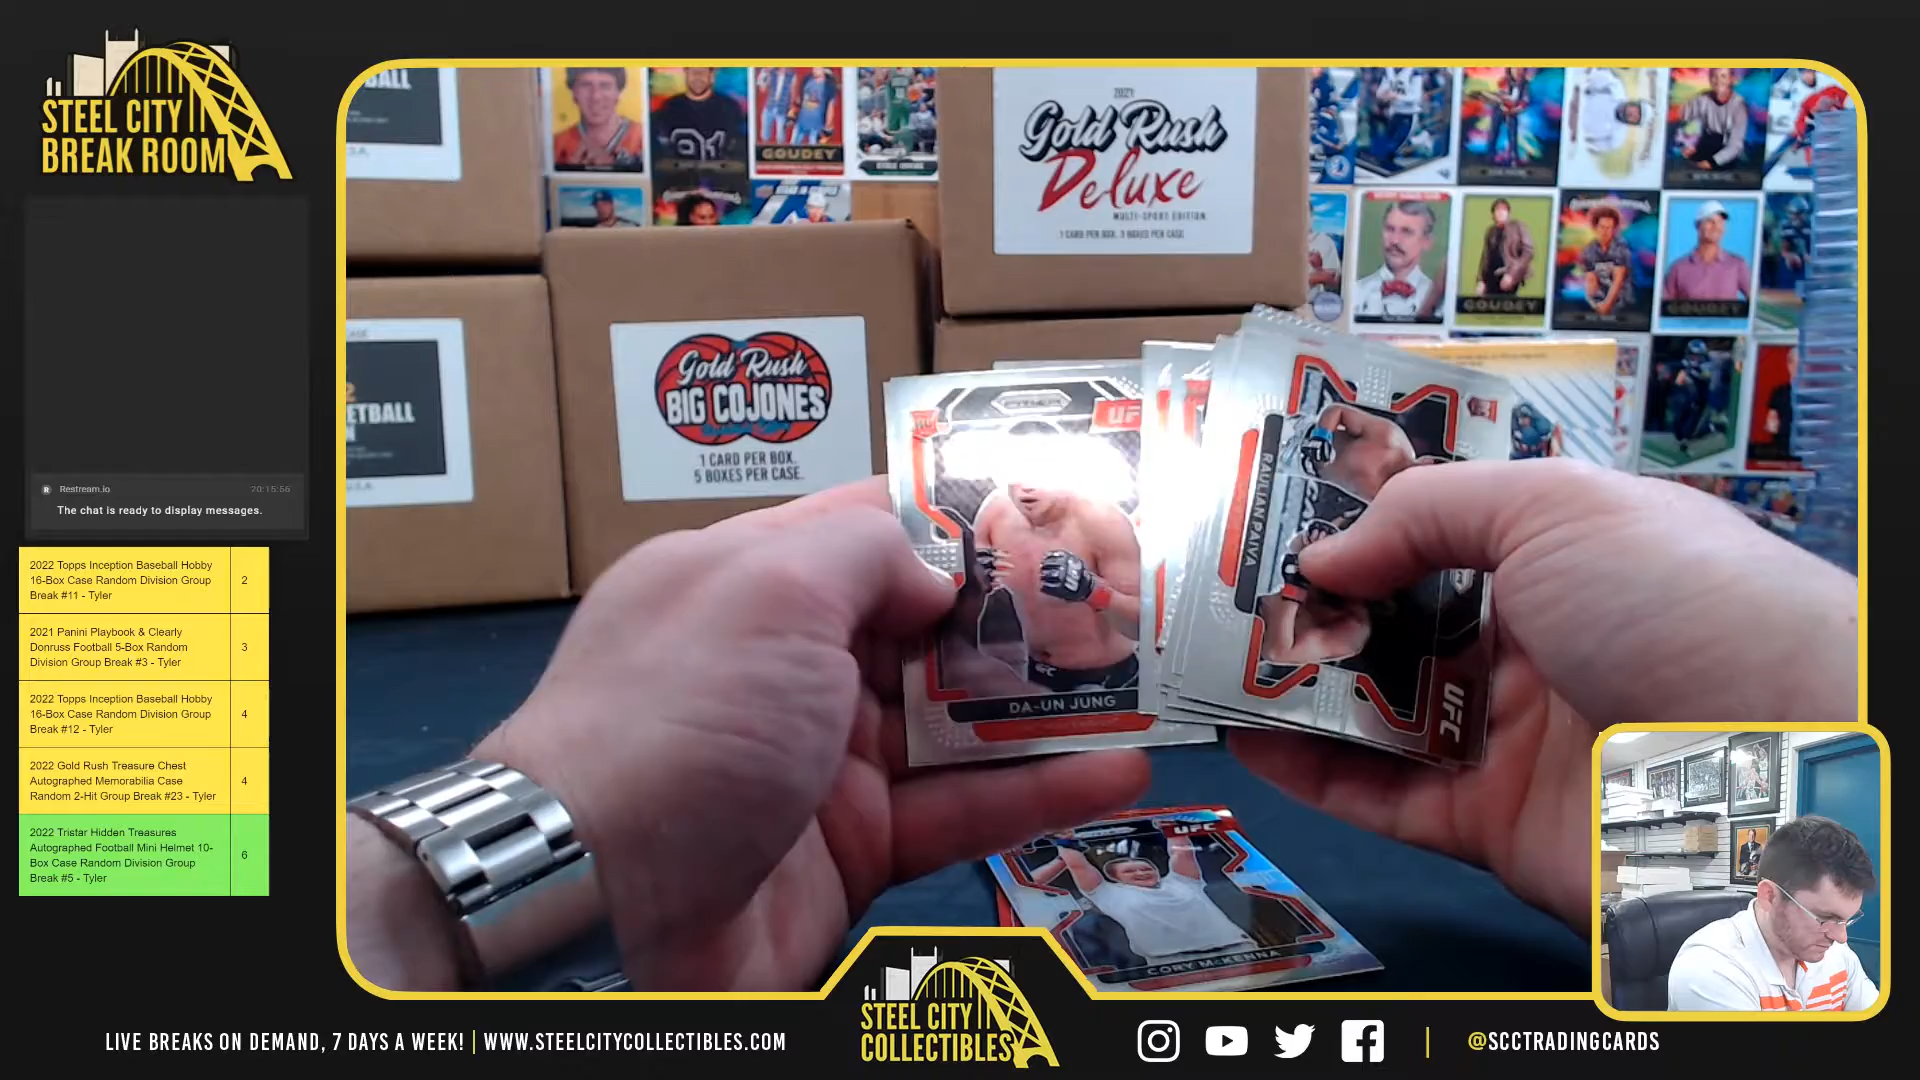 STEEL CITY
BREAK ROOM
Restream.io
The chat is ready to display messages.
2022 Topps Inception Baseball Hobby
16-Box Case Random Division Group
Break #11 - Tyler
2
2021 Panini Playbook & Clearly
Donruss Football 5-Box Random
Division Group Break #3 - Tyler
3
2022 Topps Inception Baseball Hobby
16-Box Case Random Division Group
Break #12 - Tyler
4
2022 Gold Rush Treasure Chest
Autographed Memorabilia Case
Random 2-Hit Group Break #23 - Tyler
4
2022 Tristar Hidden Treasures
Autographed Football Mini Helmet 10-
Box Case Random Division Group
Break #5 - Tyler
6
2021
Gold Rush
Deluxe
MULTI-SPORT EDITION
1 CARD PER BOX. 5 BOXES PER CASE
Gold Rush
BIG COJONES
1 CARD PER BOX.
5 BOXES PER CASE.
GOUDEY
GOUDEY
GOUDEY
UF
DA-UN JUNG
RAULIAN PAIVA
UFC
UFC
CORY McKENNA
STEEL CITY
COLLECTIBLES
LIVE BREAKS ON DEMAND, 7 DAYS A WEEK! | WWW.STEELCITYCOLLECTIBLES.COM
| @SCCTRADINGCARDS